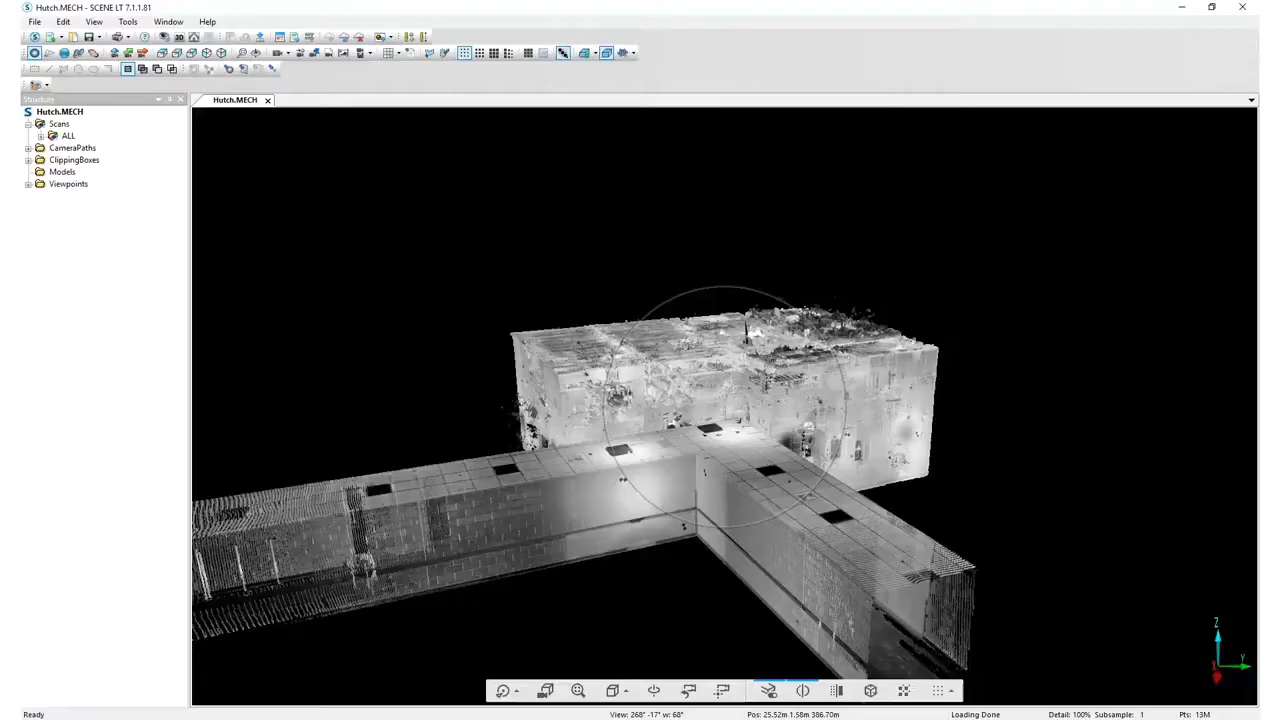 Hutch.MECH - SCENE LT 7.1.1.81
File Edit View Tools Window Help
Structure
Hutch.MECH
Hutch.MECH
Scans
ALL
CameraPaths
ClippingBoxes
Models
Viewpoints
Z
Y
X
Ready
View: 268° -17° w: 68°
Pos: 25.52m 1.58m 386.70m
Loading Done
Detail: 100%
Subsample: 1
Pts: 13M